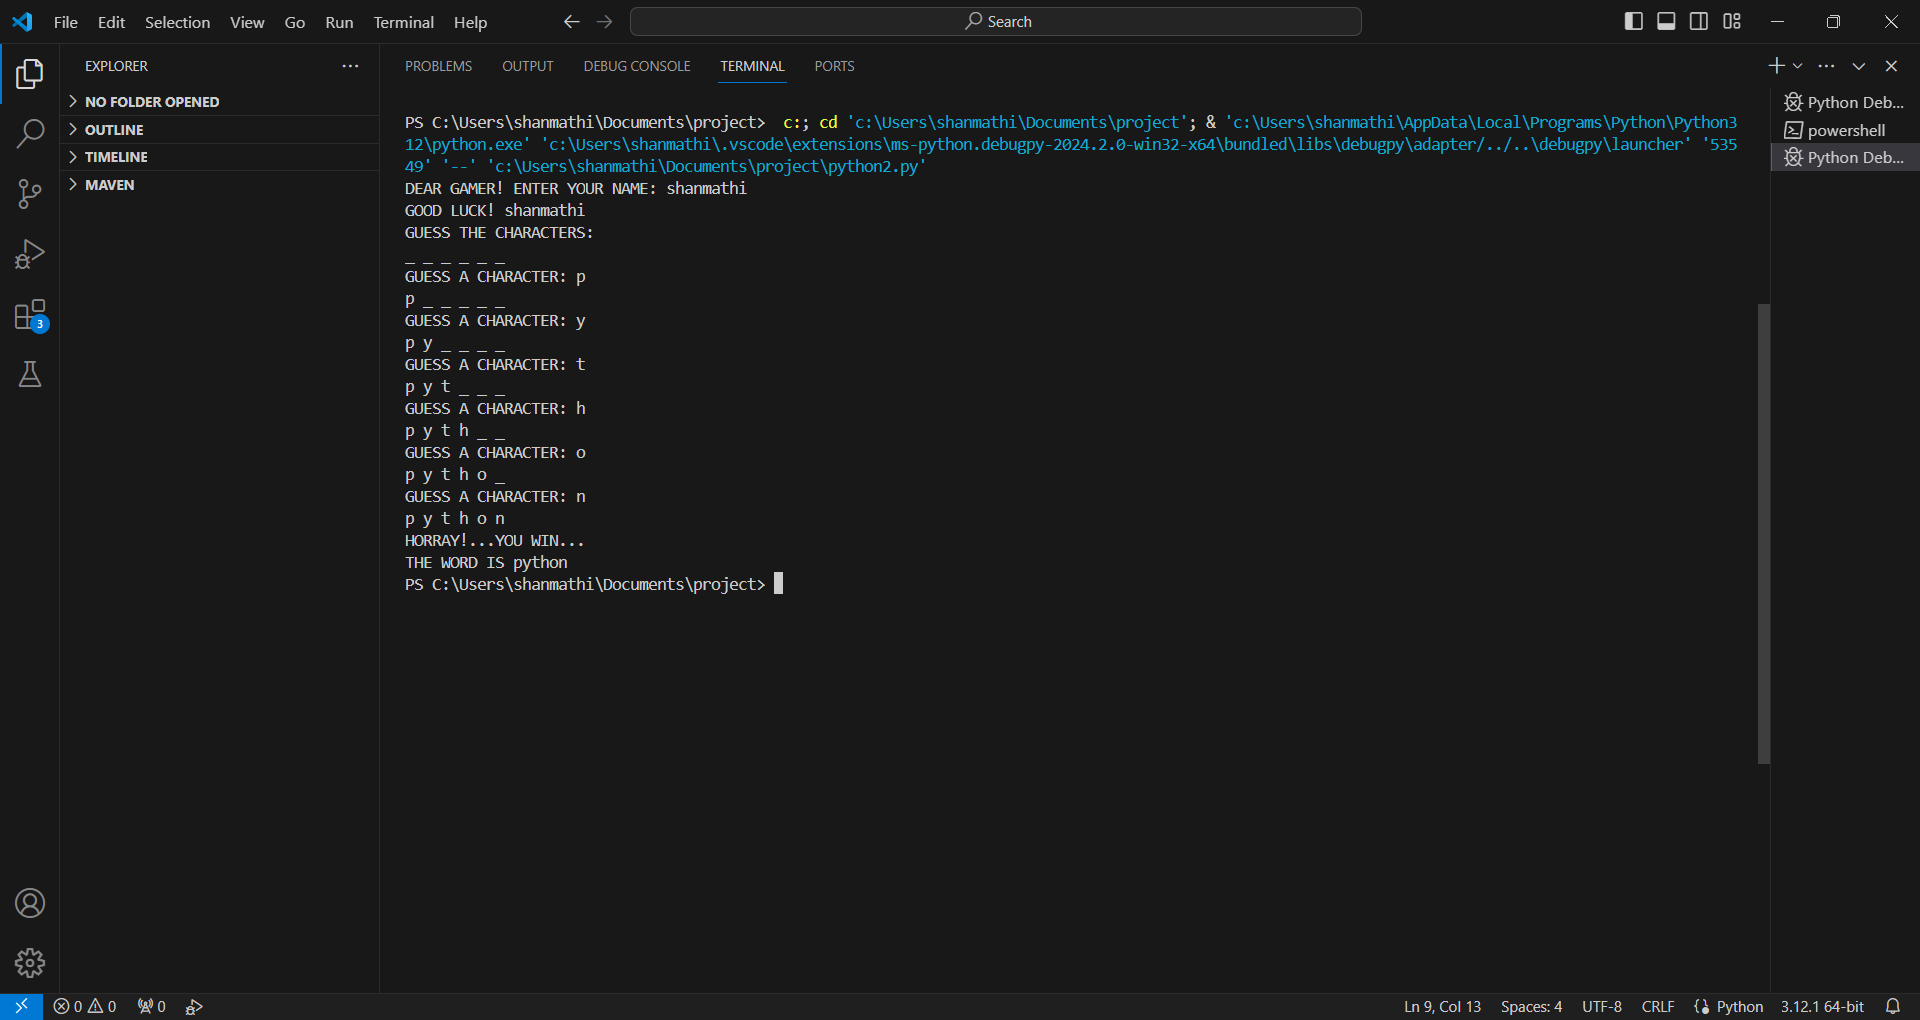 File Edit Selection View Go Run Terminal Help
Search
EXPLORER
NO FOLDER OPENED
OUTLINE
TIMELINE
MAVEN
3
PROBLEMS OUTPUT DEBUG CONSOLE TERMINAL PORTS
PS C:\Users\shanmathi\Documents\project>  c:; cd 'c:\Users\shanmathi\Documents\project'; & 'c:\Users\shanmathi\AppData\Local\Programs\Python\Python3
12\python.exe' 'c:\Users\shanmathi\.vscode\extensions\ms-python.debugpy-2024.2.0-win32-x64\bundled\libs\debugpy\adapter/../..\debugpy\launcher' '535
49' '--' 'c:\Users\shanmathi\Documents\project\python2.py'
DEAR GAMER! ENTER YOUR NAME: shanmathi
GOOD LUCK! shanmathi
GUESS THE CHARACTERS:
_ _ _ _ _ _
GUESS A CHARACTER: p
p _ _ _ _ _
GUESS A CHARACTER: y
p y _ _ _ _
GUESS A CHARACTER: t
p y t _ _ _
GUESS A CHARACTER: h
p y t h _ _
GUESS A CHARACTER: o
p y t h o _
GUESS A CHARACTER: n
p y t h o n
HORRAY!...YOU WIN...
THE WORD IS python
PS C:\Users\shanmathi\Documents\project>
Python Deb...
powershell
Python Deb...
0 0 0
Ln 9, Col 13 Spaces: 4 UTF-8 CRLF Python 3.12.1 64-bit